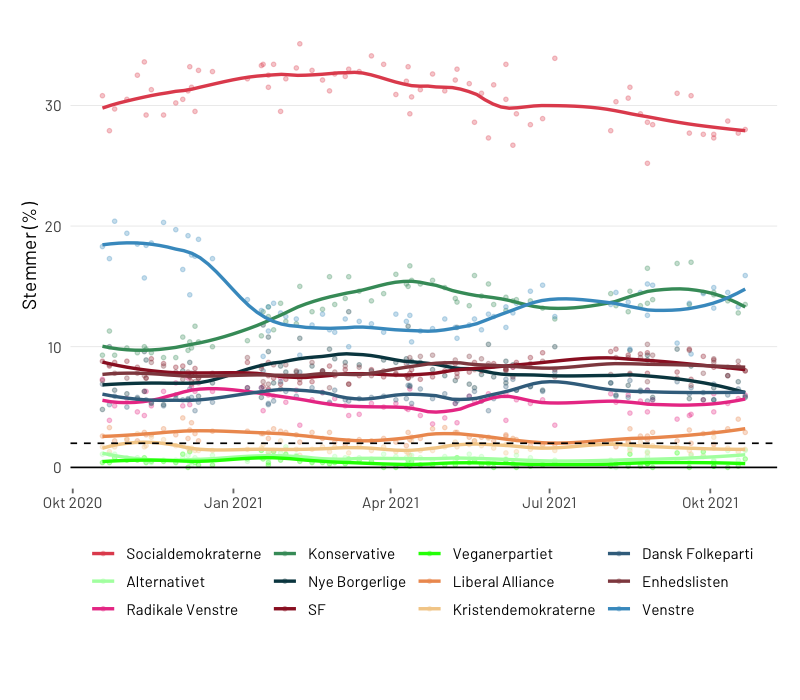 30
20
10
0
Stemmer(%)
Okt 2020 Jan 2021 Apr 2021 Jul 2021 Okt 2021
Socialdemokraterne Konservative Veganerpartiet Dansk Folkeparti
Alternativet Nye Borgerlige Liberal Alliance Enhedslisten
Radikale Venstre SF Kristendemokraterne Venstre